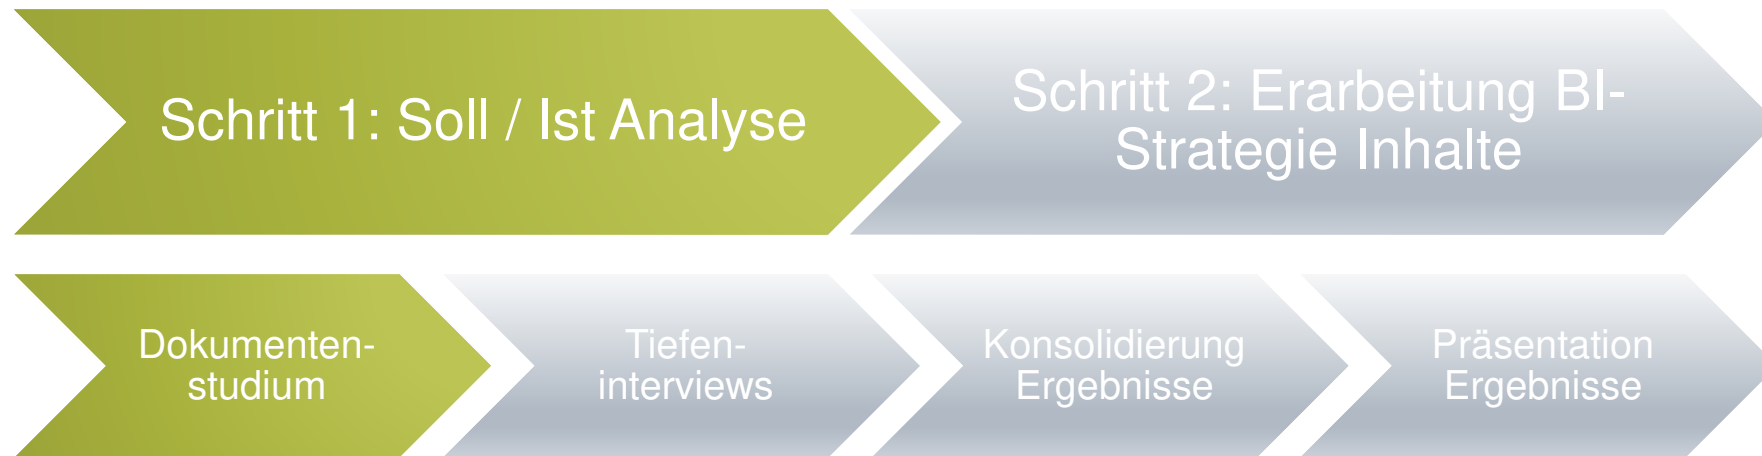 Schritt 1: Soll / Ist Analyse
Schritt 2: Erarbeitung BI-
Strategie Inhalte
Dokumenten-
studium
Tiefen-
interviews
Konsolidierung
Ergebnisse
Präsentation
Ergebnisse